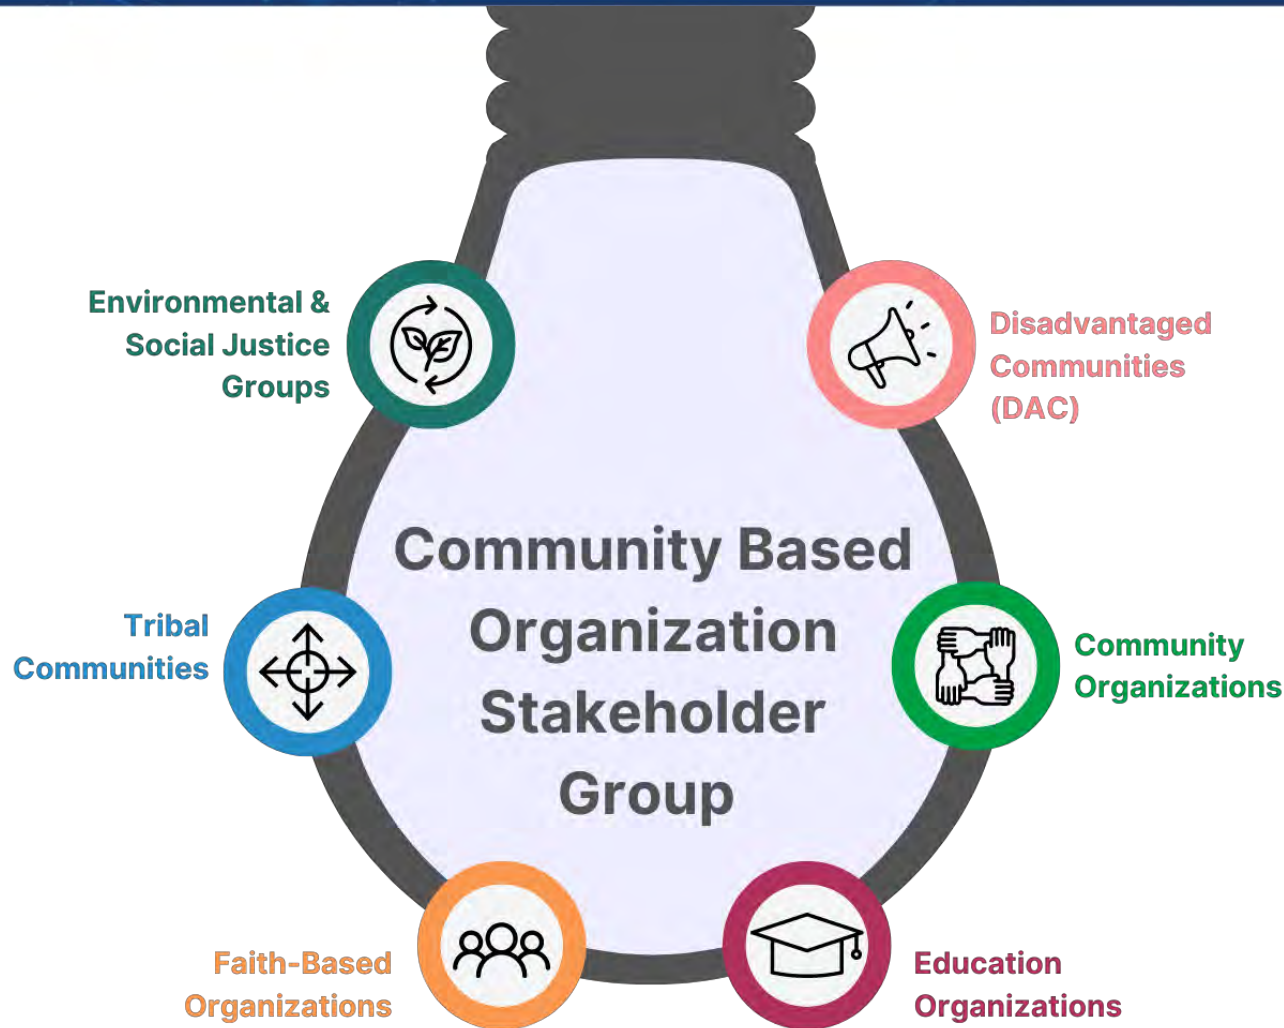 Environmental &
Social Justice
Groups
Disadvantaged
Communities
(DAC)
Community Based
Organization
Stakeholder
Group
Tribal
Communities
Community
Organizations
Faith-Based
Organizations
Education
Organizations